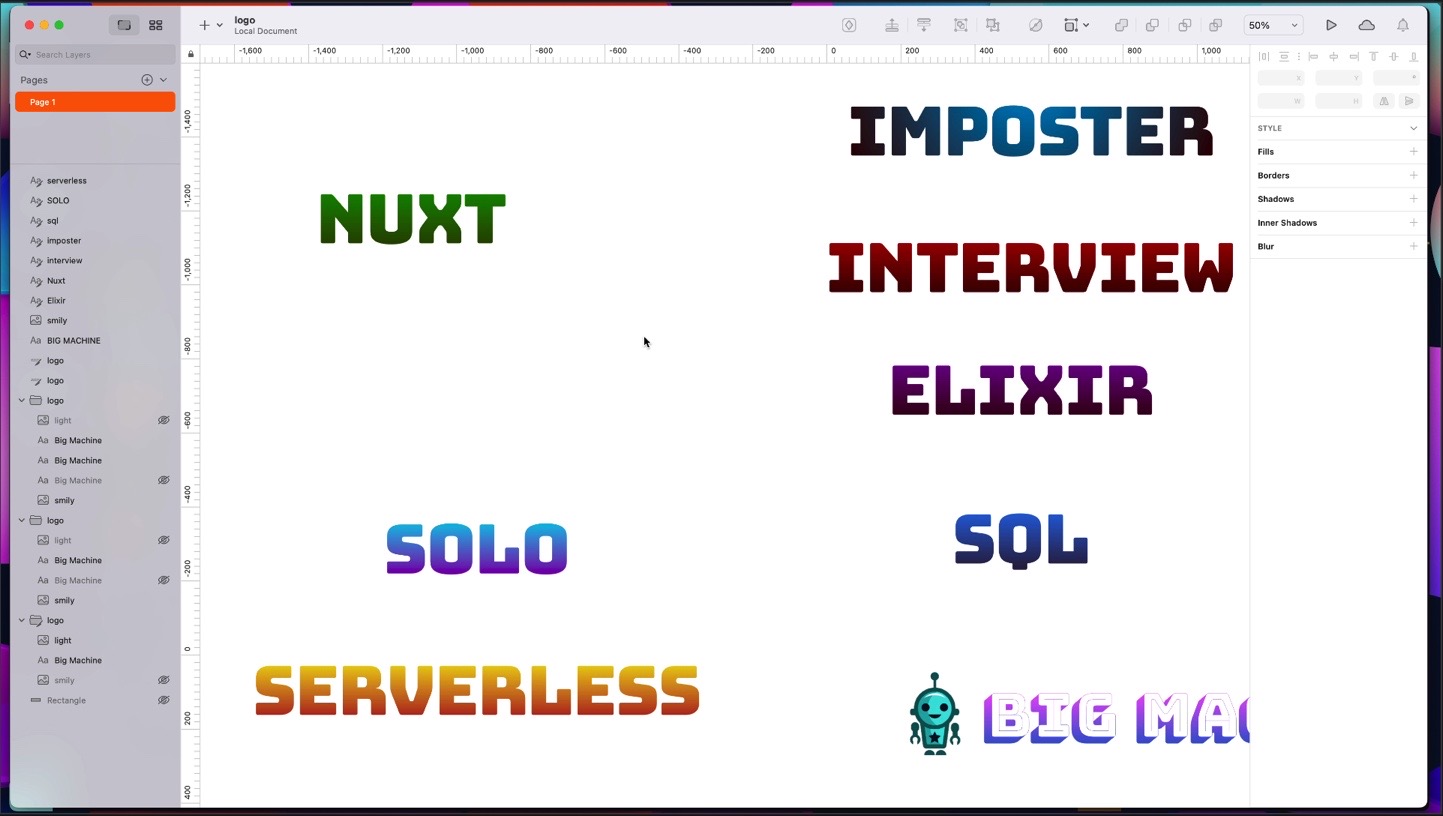 logo
Local Document
50%
Search Layers
Pages
Page 1
serverless
SOLO
sql
imposter
interview
Nuxt
Elixir
smily
BIG MACHINE
logo
logo
logo
light
Big Machine
Big Machine
Big Machine
smily
logo
light
Big Machine
Big Machine
smily
logo
light
Big Machine
smily
Rectangle
-1,600 -1,400 -1,200 -1,000 -800 -600 -400 -200 0 200 400 600 800 1,000
-1,400
-1,200
-1,000
-800
-600
-400
-200
0
200
400
IMPOSTER
NUXT
INTERVIEW
ELIXIR
SOLO
SQL
SERVERLESS
BIG MAC
X Y °
W H
STYLE
Fills
Borders
Shadows
Inner Shadows
Blur